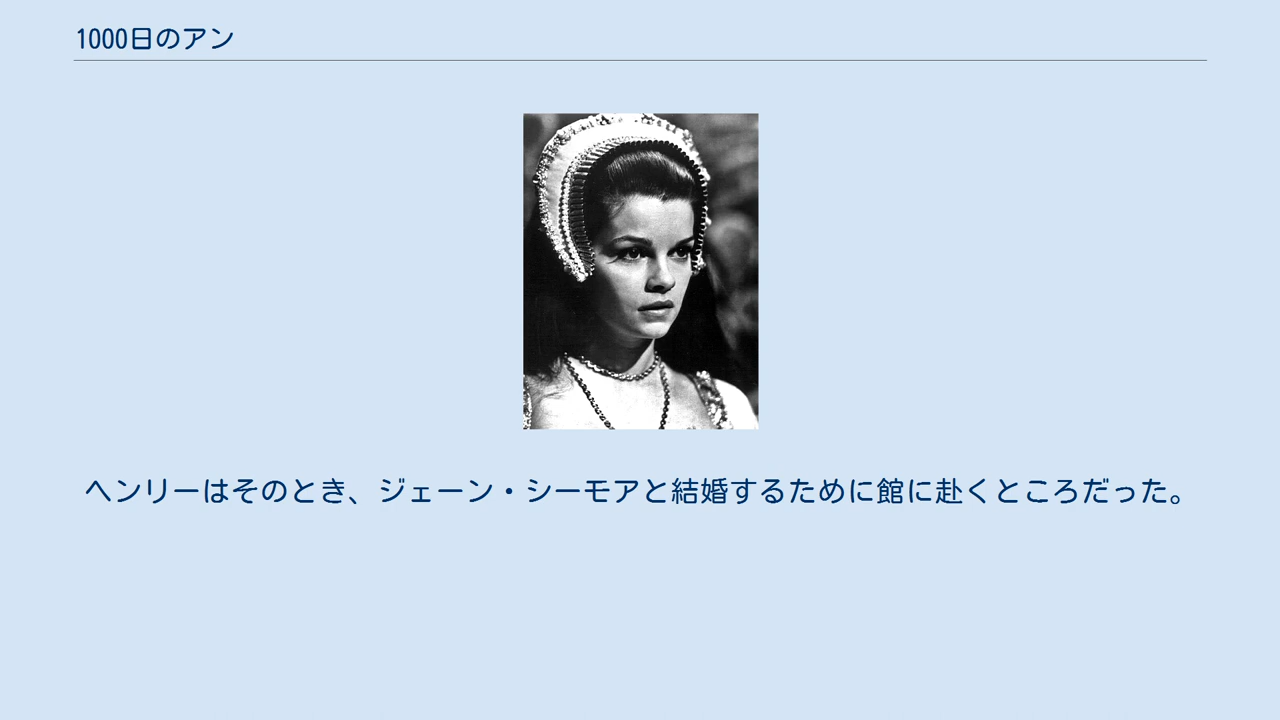 1000日のアン
ヘンリーはそのとき、ジェーン・シーモアと結婚するために館に赴くところだった。